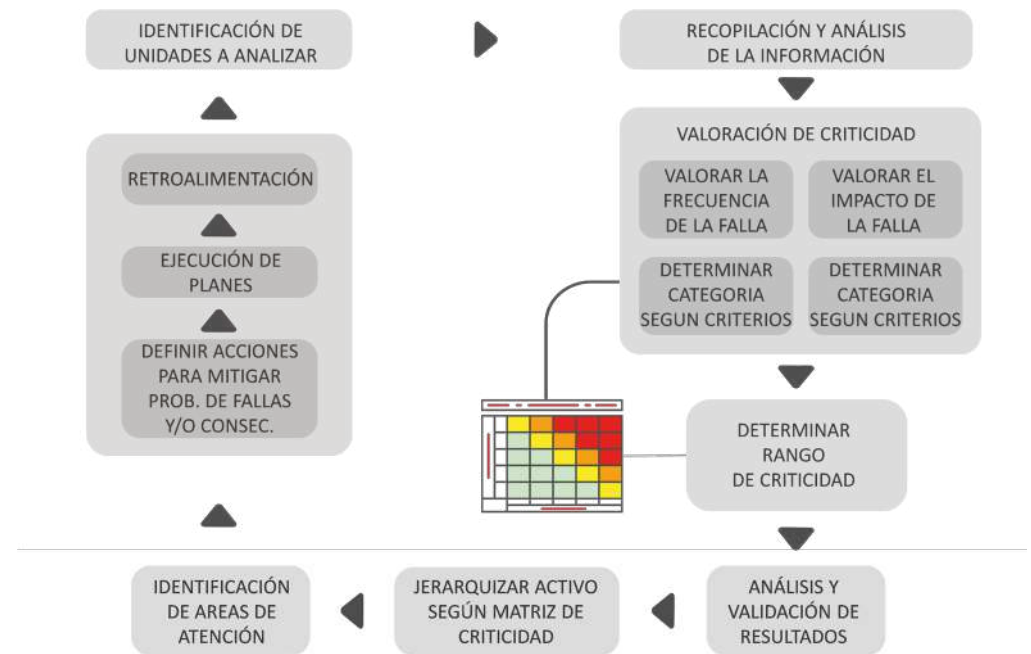 IDENTIFICACIÓN DE
UNIDADES A ANALIZAR
RECOPILACIÓN Y ANÁLISIS
DE LA INFORMACIÓN
VALORACIÓN DE CRITICIDAD
VALORAR LA
FRECUENCIA
DE LA FALLA
VALORAR EL
IMPACTO DE
LA FALLA
DETERMINAR
CATEGORIA
SEGUN CRITERIOS
DETERMINAR
CATEGORIA
SEGUN CRITERIOS
DETERMINAR
RANGO
DE CRITICIDAD
ANÁLISIS Y
VALIDACIÓN DE
RESULTADOS
JERARQUIZAR ACTIVO
SEGÚN MATRIZ DE
CRITICIDAD
IDENTIFICACIÓN
DE AREAS DE
ATENCIÓN
DEFINIR ACCIONES
PARA MITIGAR
PROB. DE FALLAS
Y/O CONSEC.
EJECUCIÓN DE
PLANES
RETROALIMENTACIÓN